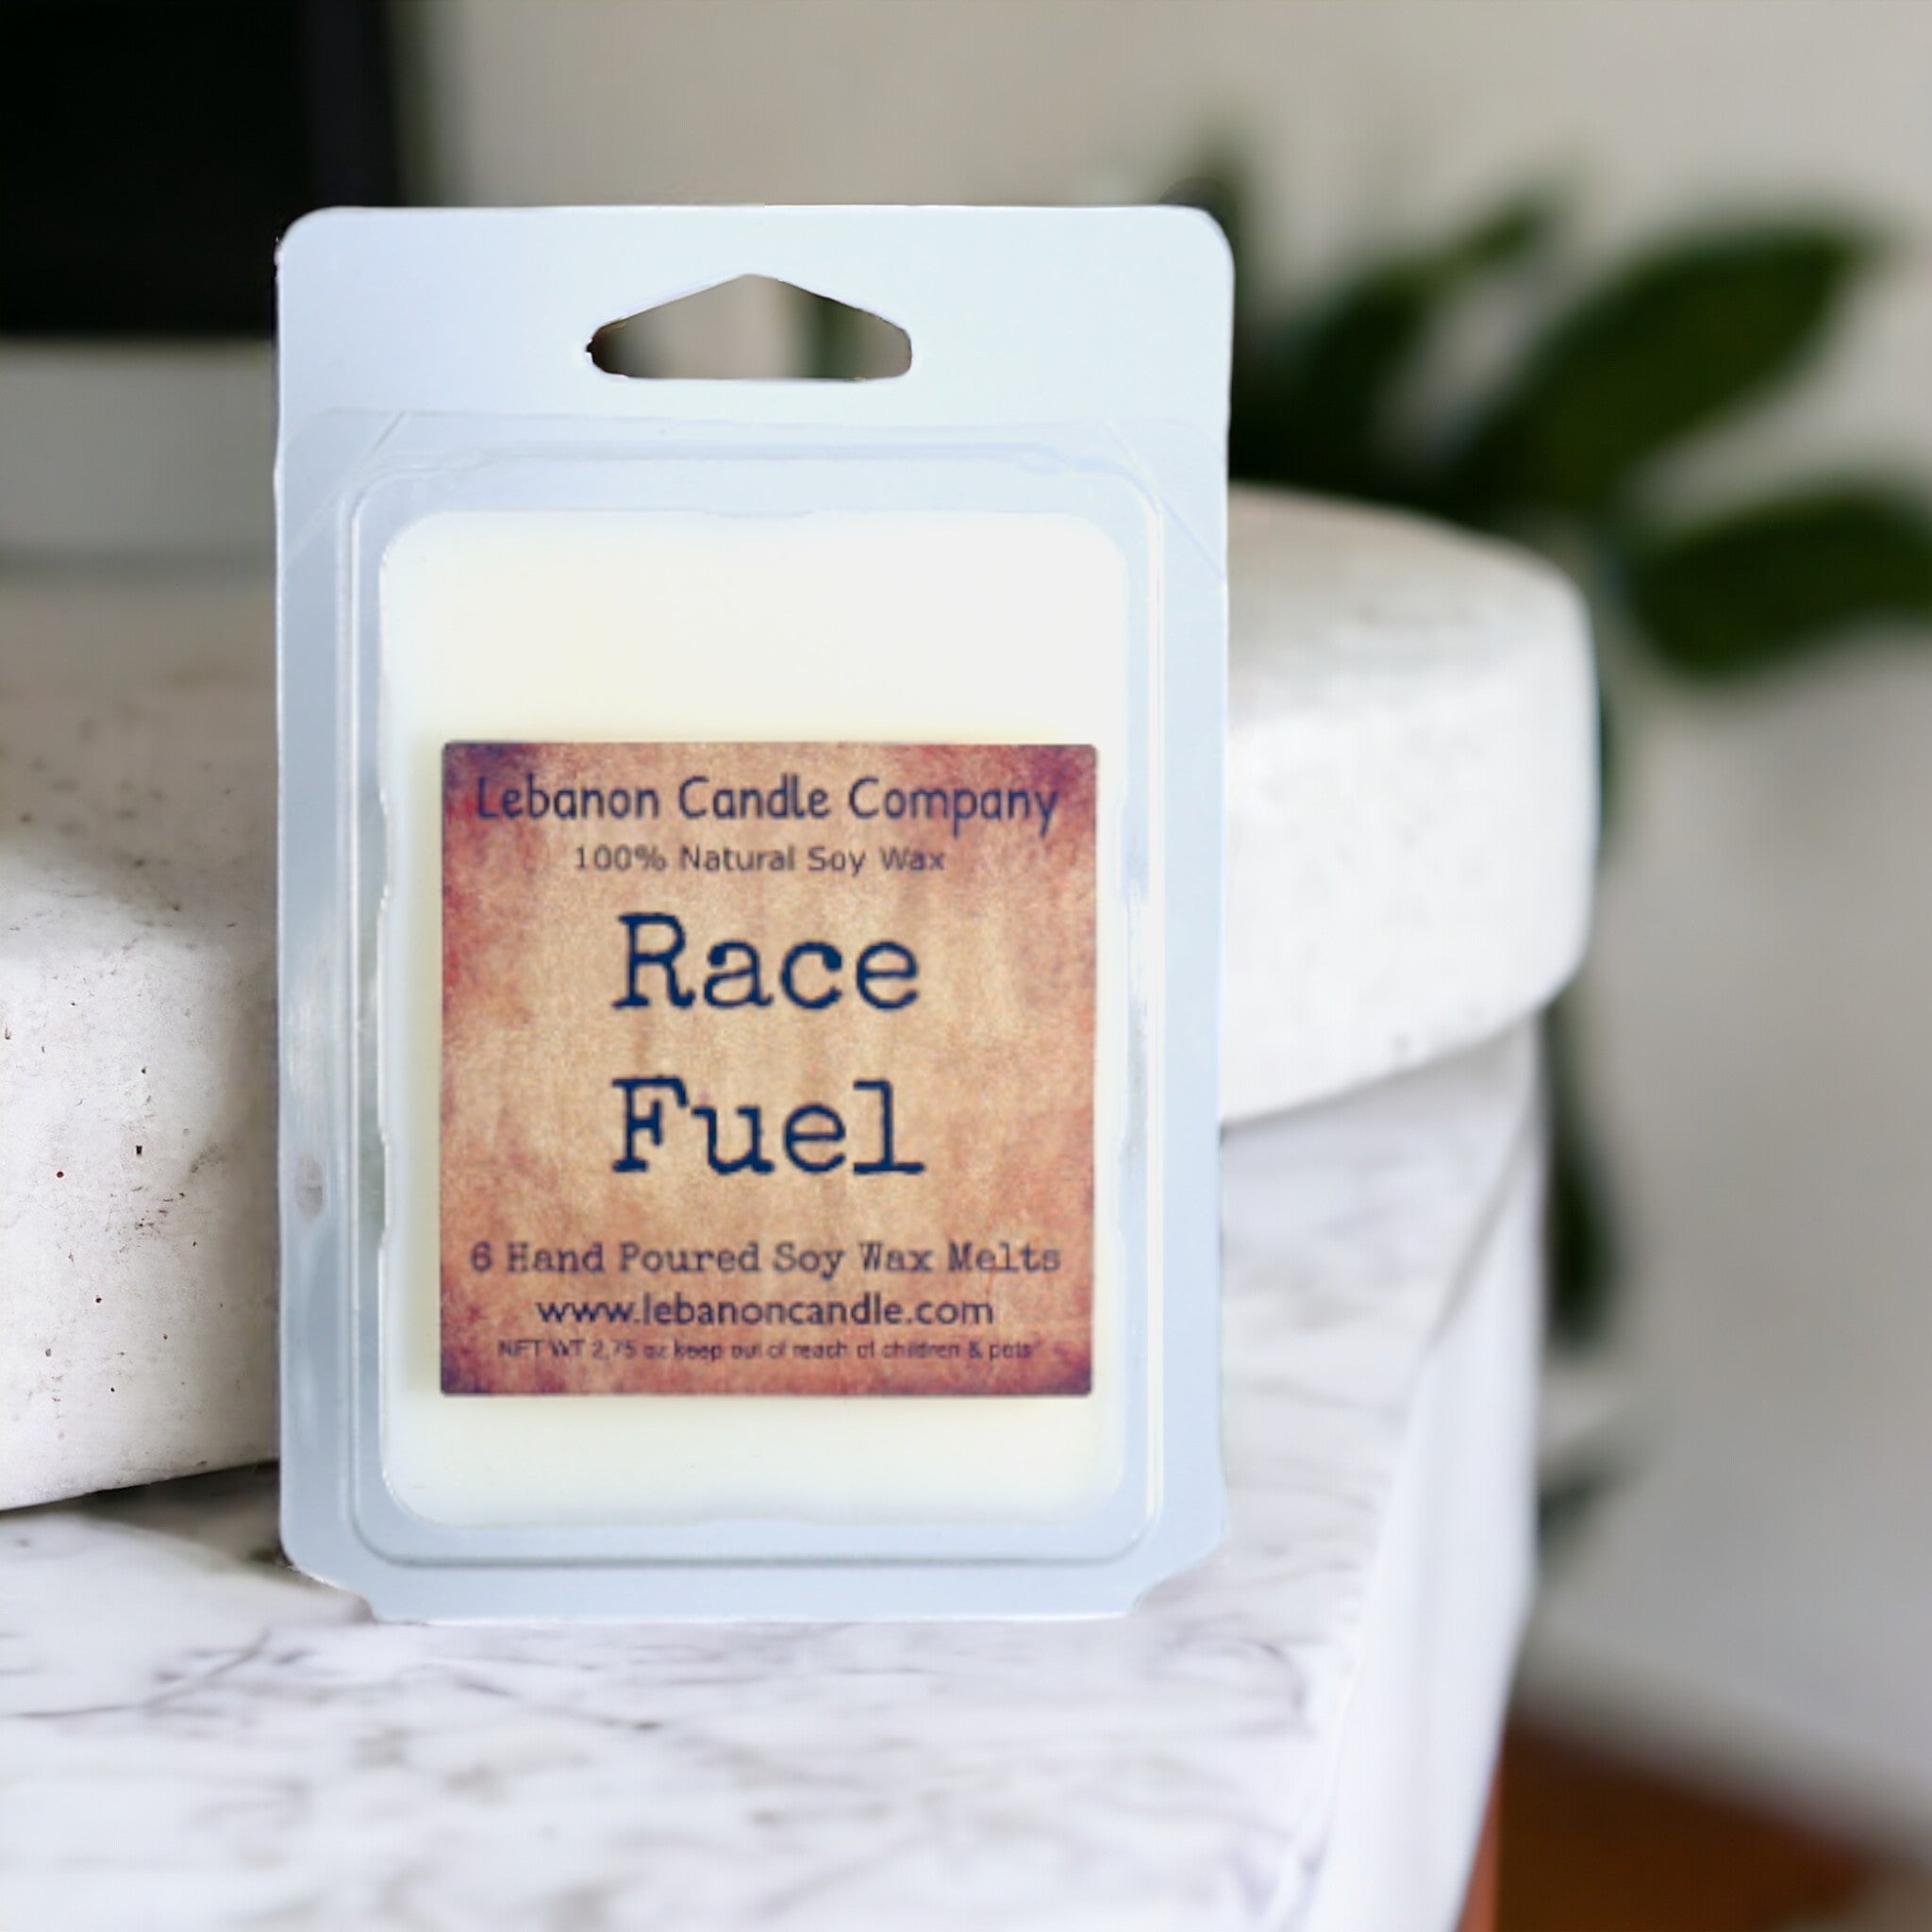 Lebanon Candle Company
100% Natural Soy Wax
Race
Fuel
6 Hand Poured Soy Wax Melts
www.lebanoncandle.com
NET WT 2.75 oz keep out of reach of children & pets